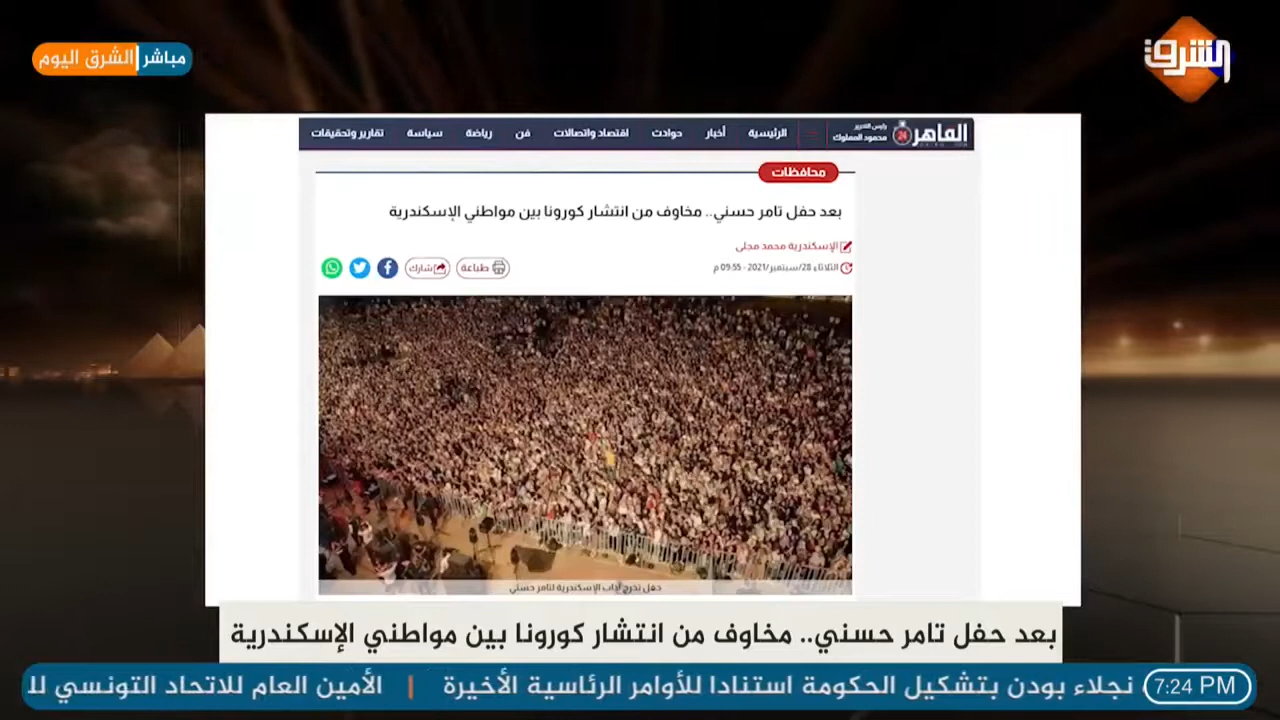 مباشر الشرق اليوم
الشرق
القاهرة 24
رئيس التحرير
محمود المملوك
الرئيسية أخبار حوادث اقتصاد واتصالات فن رياضة سياسة تقارير وتحقيقات
محافظات
بعد حفل تامر حسني.. مخاوف من انتشار كورونا بين مواطني الإسكندرية
الإسكندرية محمد مجلى
الثلاثاء 28/سبتمبر/2021 - 09:55 م
طباعة شارك
حفل تخرج آداب الإسكندرية لتامر حسني
بعد حفل تامر حسني.. مخاوف من انتشار كورونا بين مواطني الإسكندرية
7:24 PM نجلاء بودن بتشكيل الحكومة استنادا للأوامر الرئاسية الأخيرة | الأمين العام للاتحاد التونسي لل